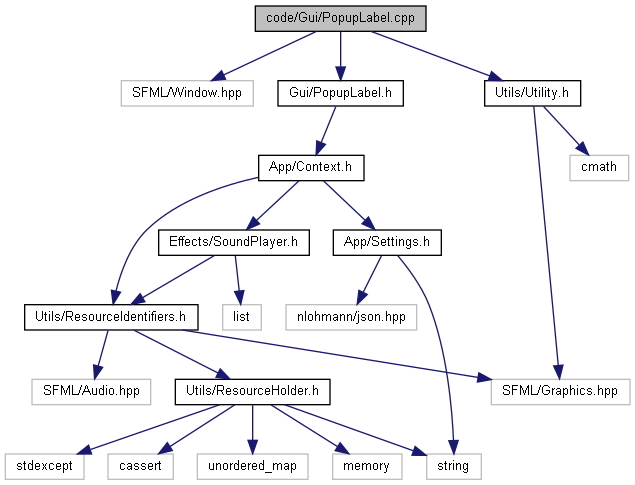 code/Gui/PopupLabel.cpp
SFML/Window.hpp
Gui/PopupLabel.h
Utils/Utility.h
App/Context.h
cmath
Effects/SoundPlayer.h
App/Settings.h
Utils/ResourceIdentifiers.h
list
nlohmann/json.hpp
SFML/Audio.hpp
Utils/ResourceHolder.h
SFML/Graphics.hpp
stdexcept
cassert
unordered_map
memory
string